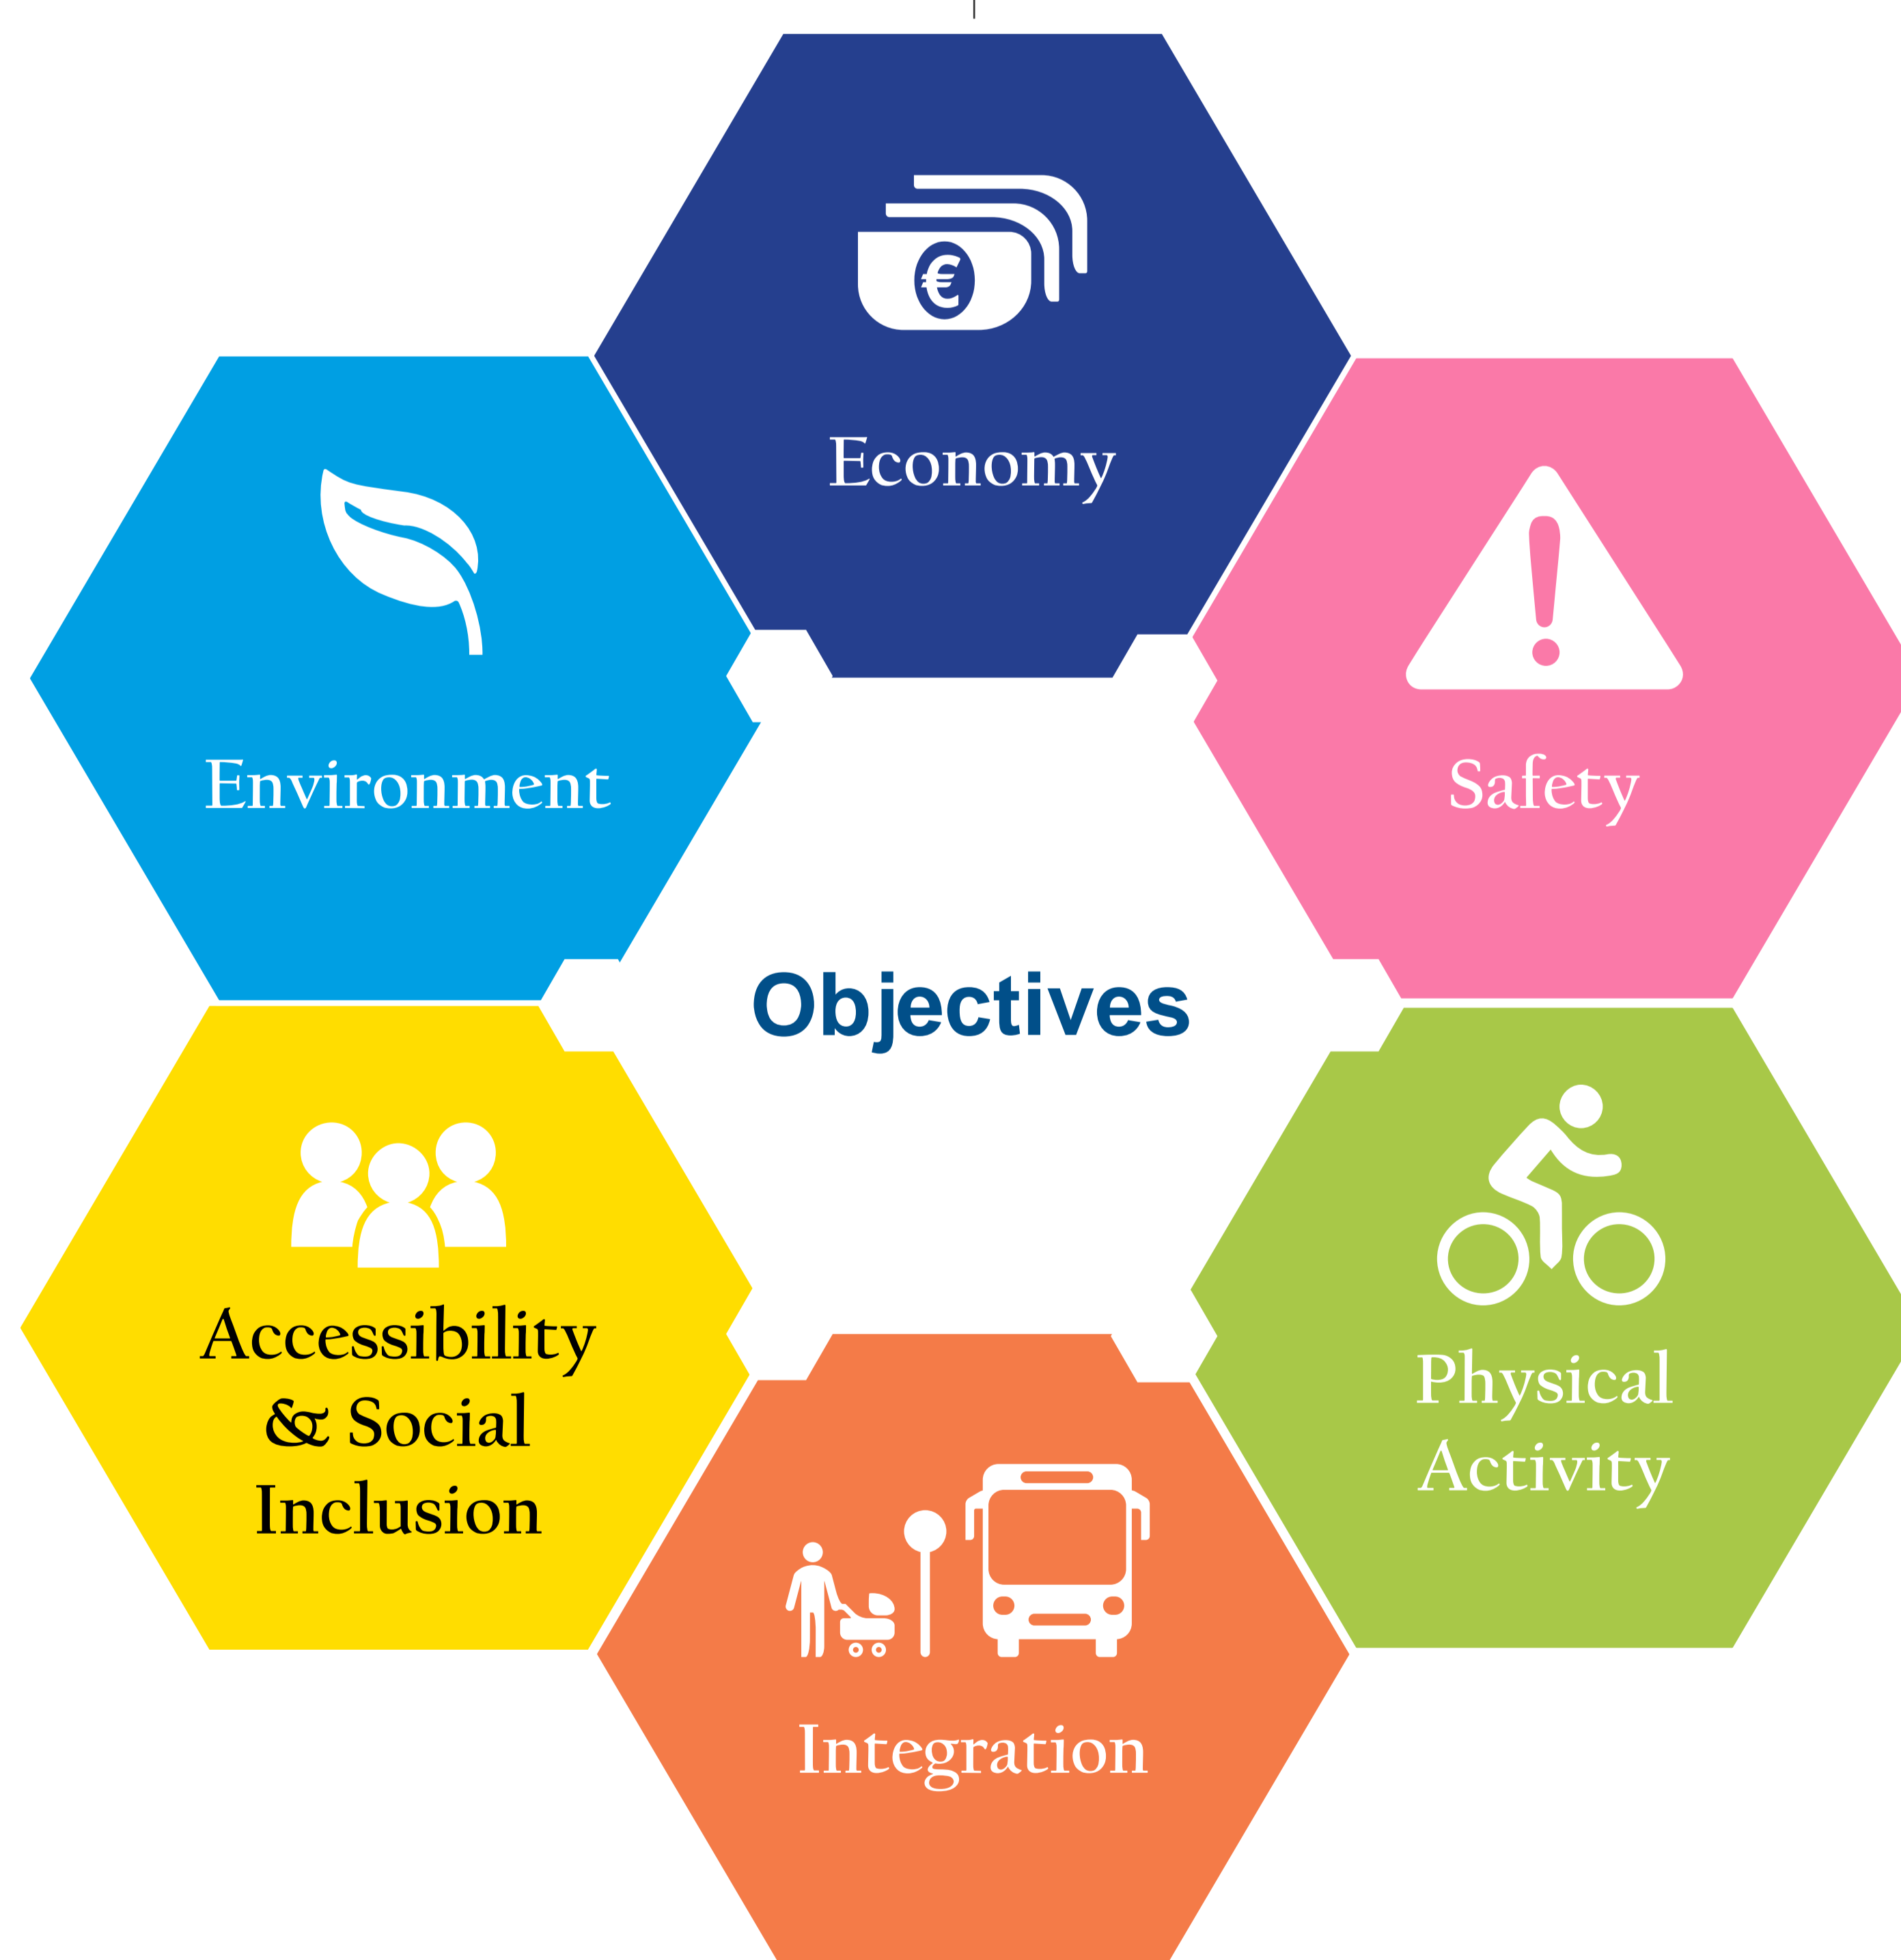 €
Economy
Environment
Safety
Objectives
Accessibility
& Social
Inclusion
Physical
Activity
Integration